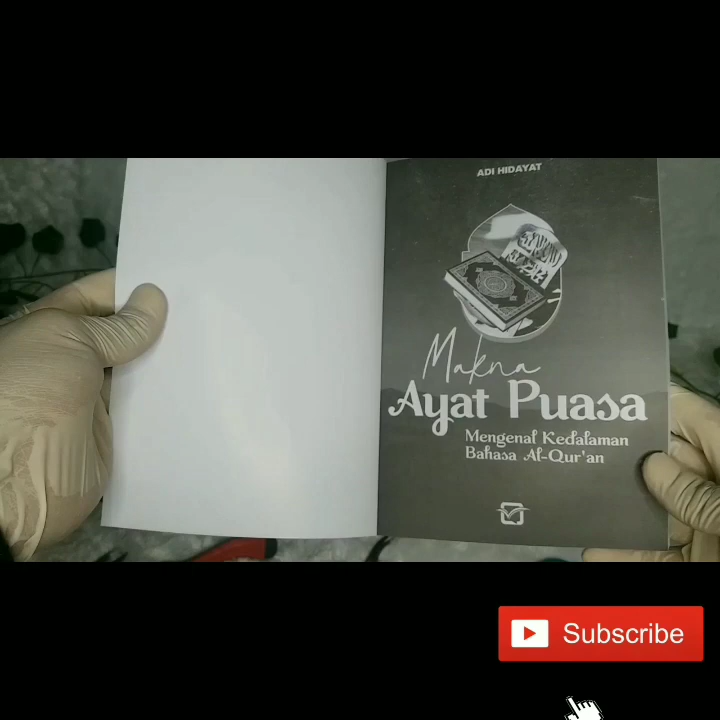 ADI HIDAYAT
Makna
Ayat Puasa
Mengenal Kedalaman
Bahasa Al-Qur'an
Subscribe